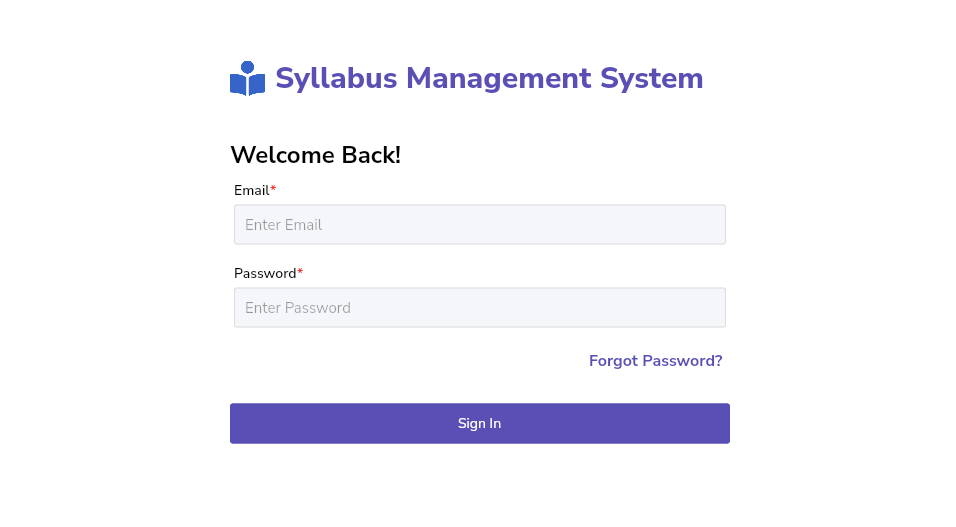 Syllabus Management System
Welcome Back!
Email*
Enter Email
Password*
Enter Password
Forgot Password?
Sign In